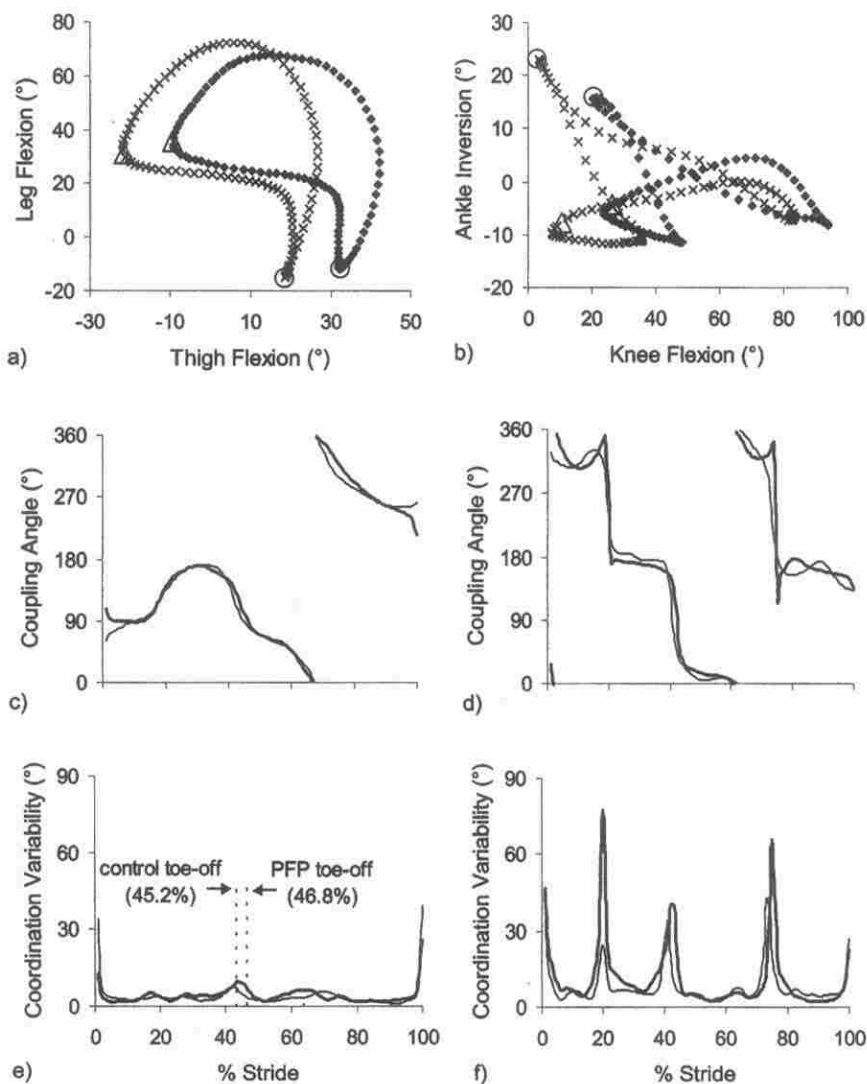 80
60
40
20
0
-20
-30 -10 10 30 50
Leg Flexion (°)
a) Thigh Flexion (°)
30
20
10
0
-10
-20
0 20 40 60 80 100
Ankle Inversion (°)
b) Knee Flexion (°)
360
270
180
90
0
Coupling Angle (°)
c)
360
270
180
90
0
Coupling Angle (°)
d)
90
60
30
0
Coordination Variability (°)
control toe-off
(45.2%)
PFP toe-off
(46.8%)
0 20 40 60 80 100
e) % Stride
90
60
30
0
Coordination Variability (°)
0 20 40 60 80 100
f) % Stride